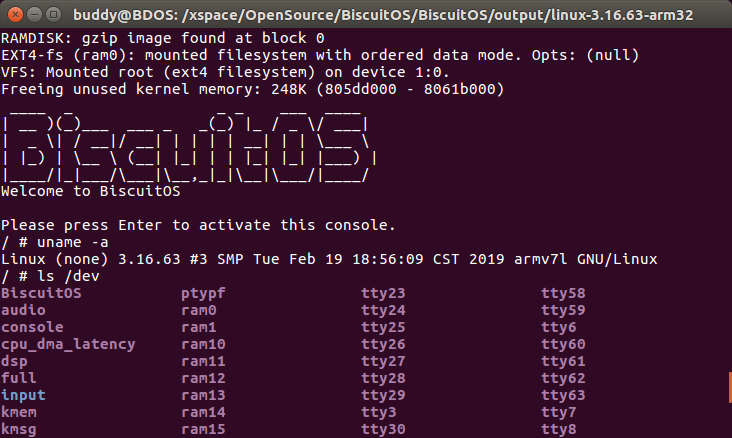 buddy@BDOS: /xspace/OpenSource/BiscuitOS/BiscuitOS/output/linux-3.16.63-arm32
RAMDISK: gzip image found at block 0
EXT4-fs (ram0): mounted filesystem with ordered data mode. Opts: (null)
VFS: Mounted root (ext4 filesystem) on device 1:0.
Freeing unused kernel memory: 248K (805dd000 - 8061b000)
BiscuitOS
Welcome to BiscuitOS
Please press Enter to activate this console.
/ # uname -a
Linux (none) 3.16.63 #3 SMP Tue Feb 19 18:56:09 CST 2019 armv7l GNU/Linux
/ # ls /dev
BiscuitOS ptypf tty23 tty58
audio ram0 tty24 tty59
console ram1 tty25 tty6
cpu_dma_latency ram10 tty26 tty60
dsp ram11 tty27 tty61
full ram12 tty28 tty62
input ram13 tty29 tty63
kmem ram14 tty3 tty7
kmsg ram15 tty30 tty8